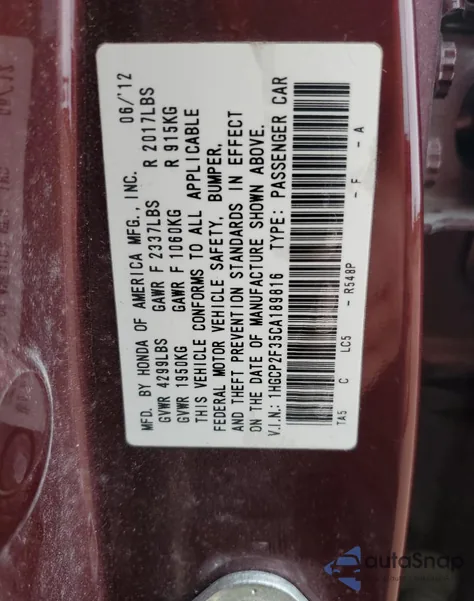 MFD. BY HONDA OF AMERICA MFG., INC. 06/'12
GVWR 4299LBS GAWR F 2337LBS R 2017LBS
GVWR 1950KG GAWR F 1060KG R 915KG
THIS VEHICLE CONFORMS TO ALL APPLICABLE
FEDERAL MOTOR VEHICLE SAFETY, BUMPER,
AND THEFT PREVENTION STANDARDS IN EFFECT
ON THE DATE OF MANUFACTURE SHOWN ABOVE.
V.I.N.: 1HGCP2F35CA189816 TYPE: PASSENGER CAR
TA5 C LC5 - R548P - F - A
autoSnap